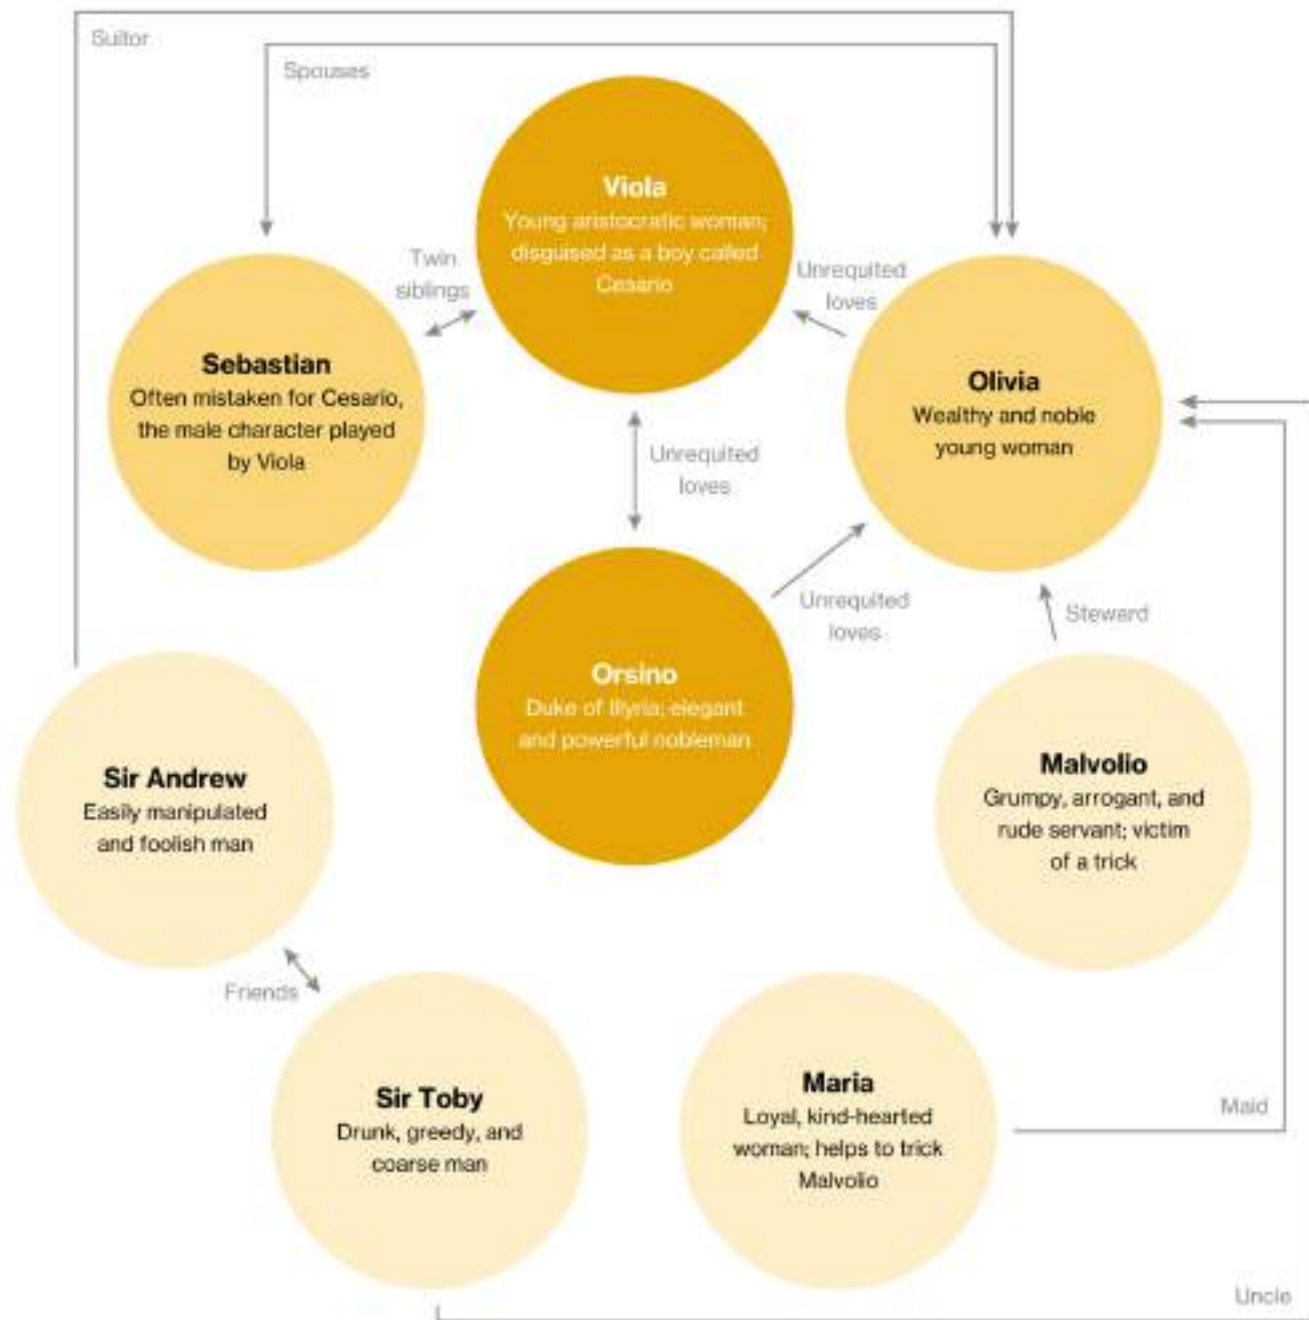 Suitor
Spouses
Viola
Young aristocratic woman;
disguised as a boy called
Cesario
Twin
siblings
Unrequited
loves
Sebastian
Often mistaken for Cesario,
the male character played
by Viola
Olivia
Wealthy and noble
young woman
Unrequited
loves
Unrequited
loves
Steward
Orsino
Duke of Illyria; elegant
and powerful nobleman
Sir Andrew
Easily manipulated
and foolish man
Malvolio
Grumpy, arrogant, and
rude servant; victim
of a trick
Friends
Sir Toby
Drunk, greedy, and
coarse man
Maria
Loyal, kind-hearted
woman; helps to trick
Malvolio
Maid
Uncle